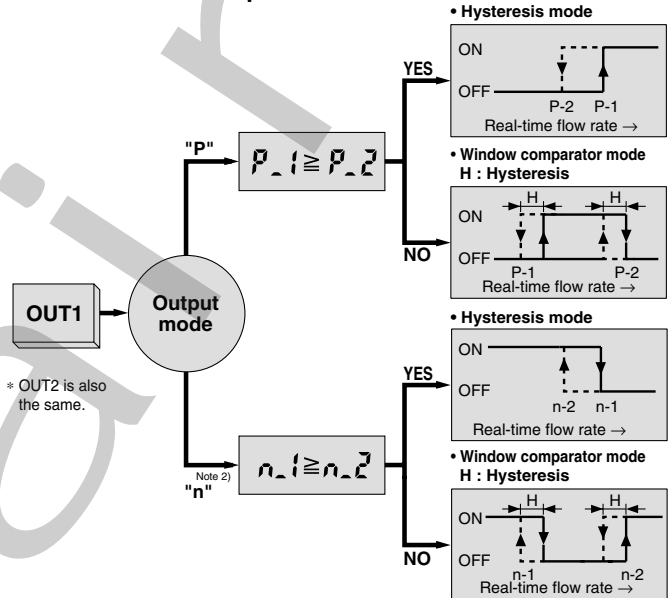 • Hysteresis mode
ON
OFF
P-2 P-1
Real-time flow rate →
YES
"P"
P_1≧P_2
• Window comparator mode
H : Hysteresis
H H
ON
OFF
P-1 P-2
Real-time flow rate →
NO
OUT1
Output
mode
* OUT2 is also
the same.
• Hysteresis mode
ON
OFF
n-2 n-1
Real-time flow rate →
YES
Note 2)
"n"
n_1≧n_2
• Window comparator mode
H : Hysteresis
H H
ON
OFF
n-1 n-2
Real-time flow rate →
NO